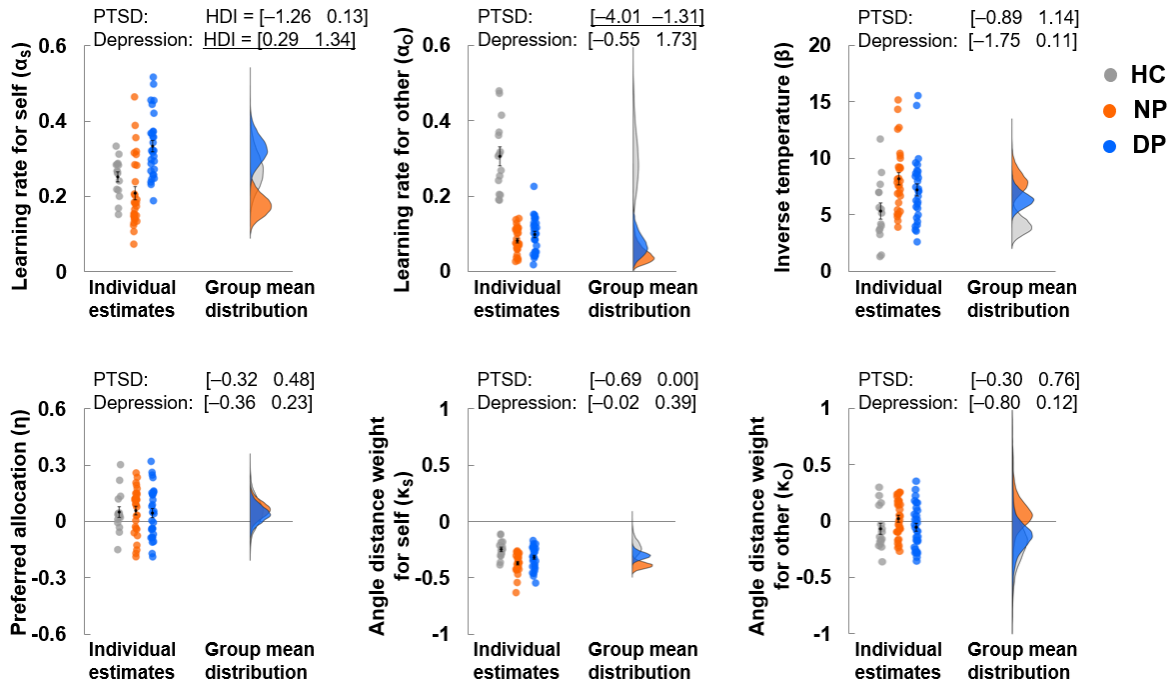 PTSD: HDI = [–1.26 0.13]
Depression: HDI = [0.29 1.34]
Learning rate for self (αS)
0.6
0.4
0.2
0
Individual estimates
Group mean distribution
PTSD: [–4.01 –1.31]
Depression: [–0.55 1.73]
Learning rate for other (αO)
0.6
0.4
0.2
0
Individual estimates
Group mean distribution
PTSD: [–0.89 1.14]
Depression: [–1.75 0.11]
Inverse temperature (β)
20
15
10
5
0
Individual estimates
Group mean distribution
HC
NP
DP
PTSD: [–0.32 0.48]
Depression: [–0.36 0.23]
Preferred allocation (η)
0.6
0.3
0
-0.3
-0.6
Individual estimates
Group mean distribution
PTSD: [–0.69 0.00]
Depression: [–0.02 0.39]
Angle distance weight
for self (κS)
1
0.5
0
-0.5
-1
Individual estimates
Group mean distribution
PTSD: [–0.30 0.76]
Depression: [–0.80 0.12]
Angle distance weight
for other (κO)
1
0.5
0
-0.5
-1
Individual estimates
Group mean distribution